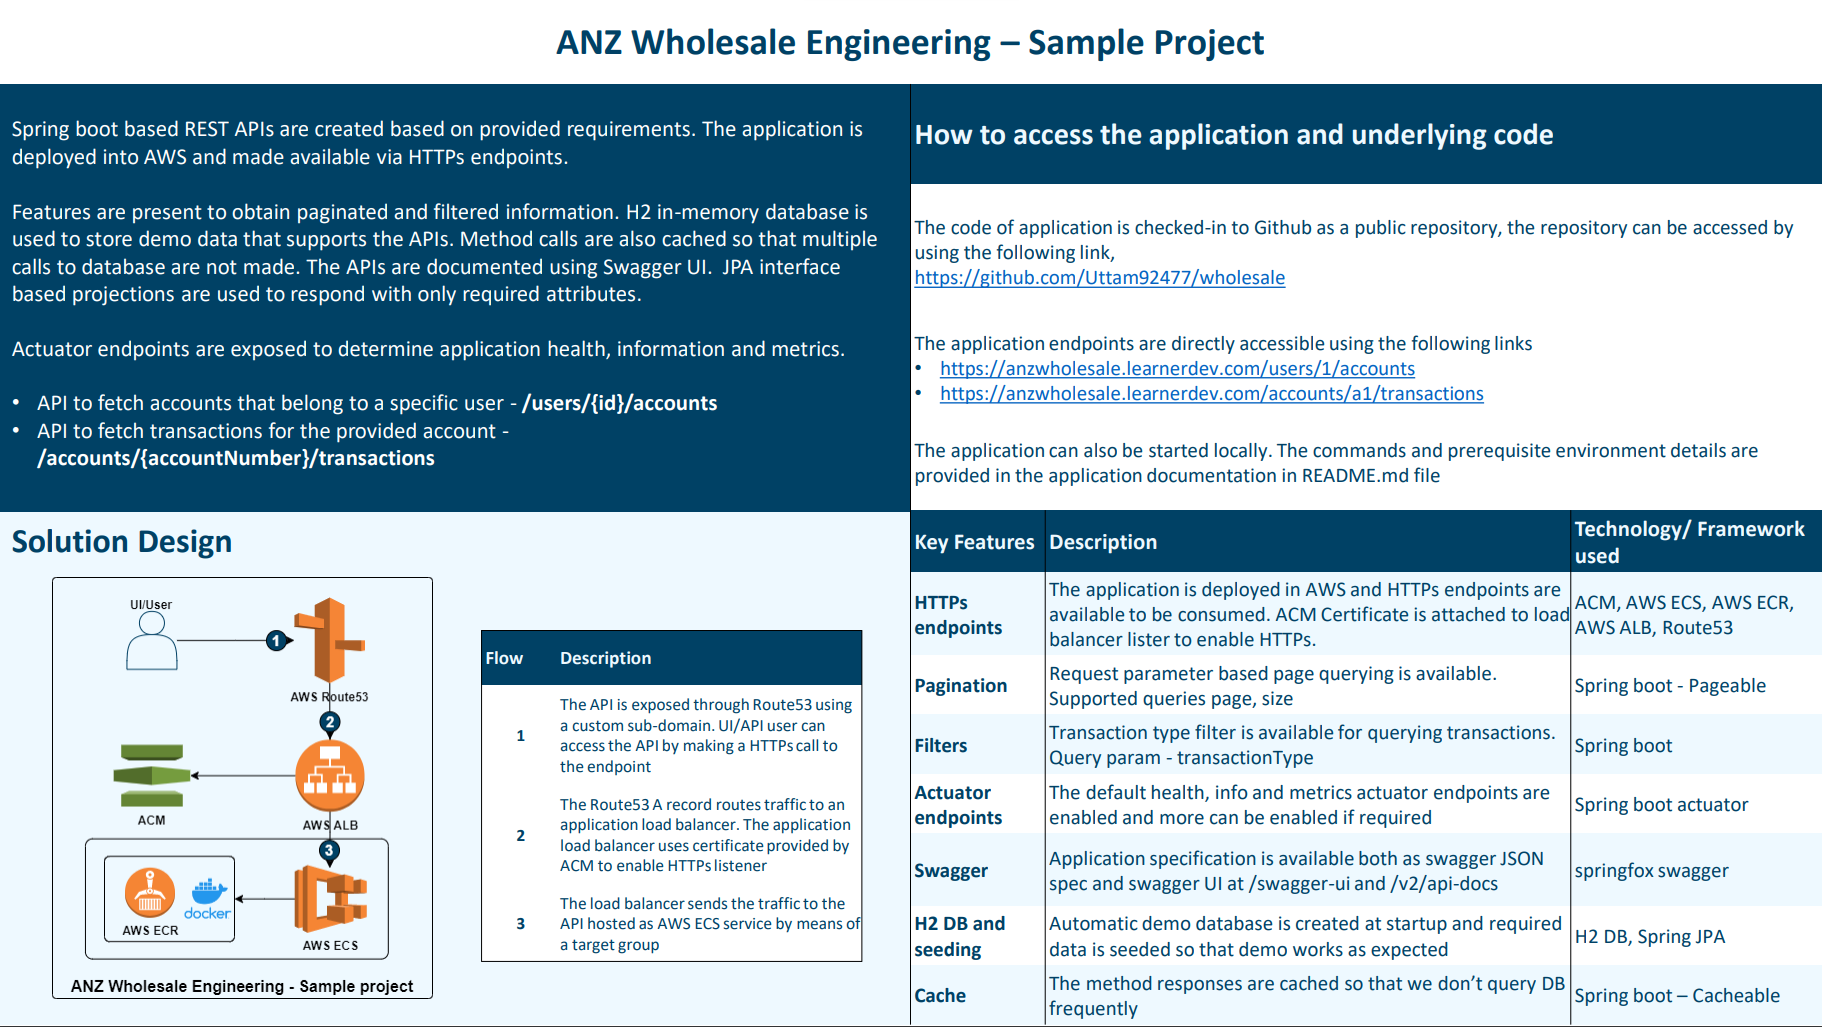 ANZ Wholesale Engineering – Sample Project
Spring boot based REST APIs are created based on provided requirements. The application is
deployed into AWS and made available via HTTPs endpoints.
Features are present to obtain paginated and filtered information. H2 in-memory database is
used to store demo data that supports the APIs. Method calls are also cached so that multiple
calls to database are not made. The APIs are documented using Swagger UI. JPA interface
based projections are used to respond with only required attributes.
Actuator endpoints are exposed to determine application health, information and metrics.
• API to fetch accounts that belong to a specific user - /users/{id}/accounts
• API to fetch transactions for the provided account -
/accounts/{accountNumber}/transactions
How to access the application and underlying code
The code of application is checked-in to Github as a public repository, the repository can be accessed by
using the following link,
https://github.com/Uttam92477/wholesale
The application endpoints are directly accessible using the following links
• https://anzwholesale.learnerdev.com/users/1/accounts
• https://anzwholesale.learnerdev.com/accounts/a1/transactions
The application can also be started locally. The commands and prerequisite environment details are
provided in the application documentation in README.md file
Solution Design
UI/User
1
AWS Route53
2
ACM
AWS ALB
3
docker
AWS ECR
AWS ECS
ANZ Wholesale Engineering - Sample project
Flow Description
1
The API is exposed through Route53 using
a custom sub-domain. UI/API user can
access the API by making a HTTPs call to
the endpoint
2
The Route53 A record routes traffic to an
application load balancer. The application
load balancer uses certificate provided by
ACM to enable HTTPs listener
3
The load balancer sends the traffic to the
API hosted as AWS ECS service by means of
a target group
Key Features
Description
Technology/ Framework
used
HTTPs
endpoints
The application is deployed in AWS and HTTPs endpoints are
available to be consumed. ACM Certificate is attached to load
balancer lister to enable HTTPs.
ACM, AWS ECS, AWS ECR,
AWS ALB, Route53
Pagination
Request parameter based page querying is available.
Supported queries page, size
Spring boot - Pageable
Filters
Transaction type filter is available for querying transactions.
Query param - transactionType
Spring boot
Actuator
endpoints
The default health, info and metrics actuator endpoints are
enabled and more can be enabled if required
Spring boot actuator
Swagger
Application specification is available both as swagger JSON
spec and swagger UI at /swagger-ui and /v2/api-docs
springfox swagger
H2 DB and
seeding
Automatic demo database is created at startup and required
data is seeded so that demo works as expected
H2 DB, Spring JPA
Cache
The method responses are cached so that we don’t query DB
frequently
Spring boot – Cacheable